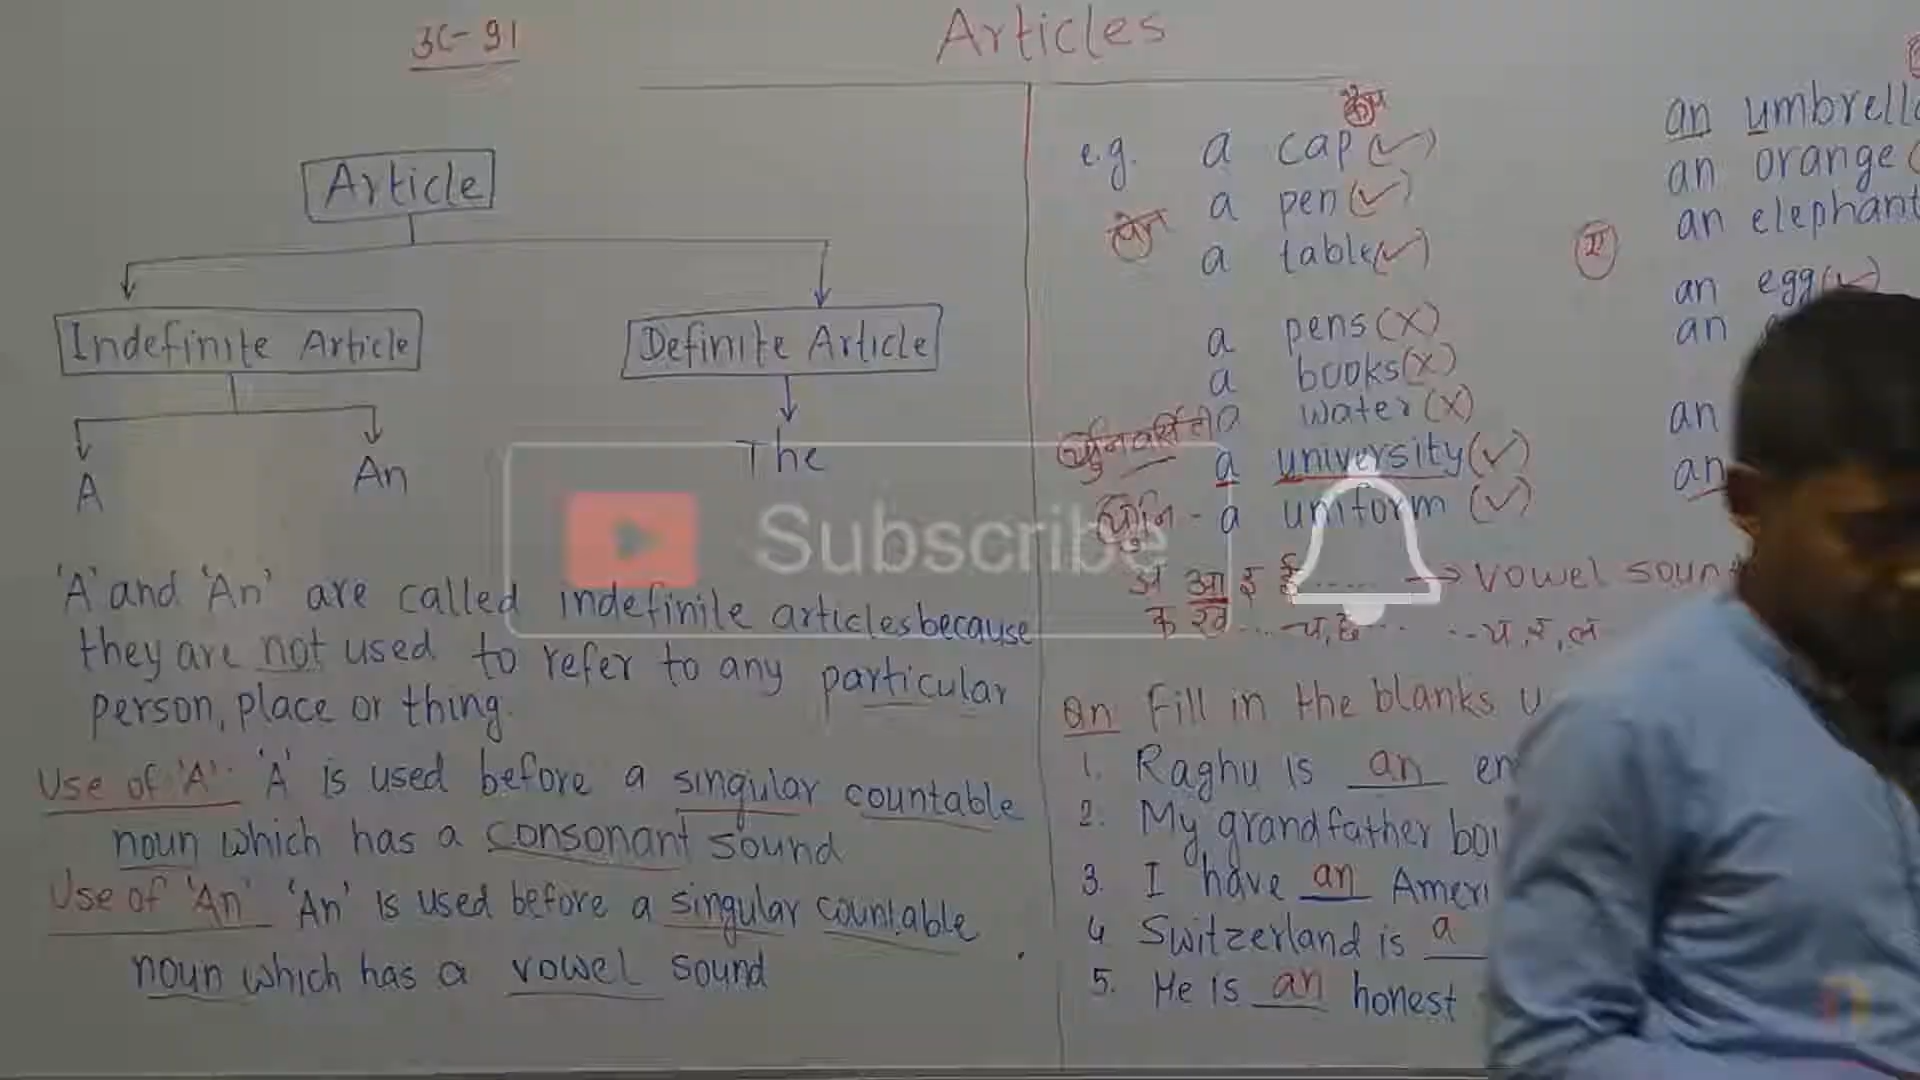 3C-91
Articles
Article
Indefinite Article
Definite Article
A
An
The
'A' and 'An' are called indefinite articles because
they are not used to refer to any particular
person, place or thing.
Use of 'A'- 'A' is used before a singular countable
noun which has a consonant sound
Use of 'An' 'An' is used before a singular countable
noun which has a vowel sound
e.g. a cap (✓)
कैप
a pen (✓)
पेन
a table (✓)
a pens (X)
a books (X)
a water (X)
यूनिवर्सिटी a university (✓)
यूनि - a uniform (✓)
अ आ इ ई ...... → vowel soun
क ख ... च, छ ... ... य, र, ल
Qn Fill in the blanks
1. Raghu is an
2. My grandfather
3. I have an
4 Switzerland is a
5. He is an honest
an
an orange
an elephant
an egg (✓)
an
an
an
Subscribe